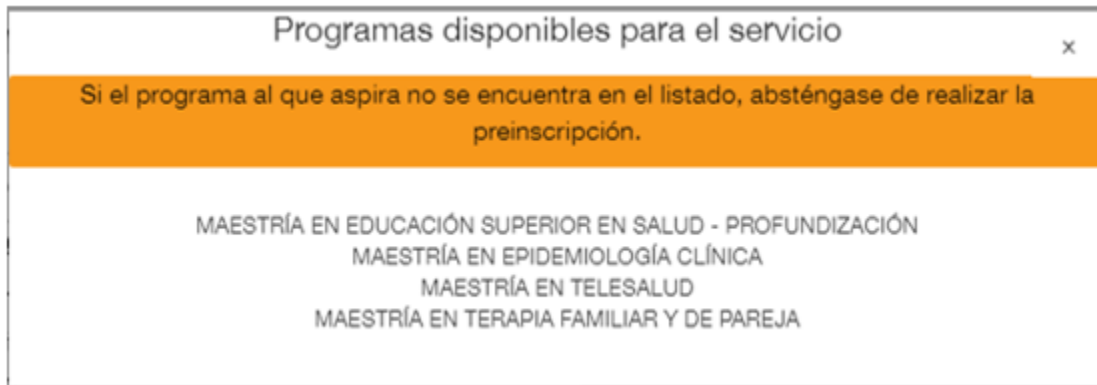 Programas disponibles para el servicio
×
Si el programa al que aspira no se encuentra en el listado, absténgase de realizar la
preinscripción.
MAESTRÍA EN EDUCACIÓN SUPERIOR EN SALUD - PROFUNDIZACIÓN
MAESTRÍA EN EPIDEMIOLOGÍA CLÍNICA
MAESTRÍA EN TELESALUD
MAESTRÍA EN TERAPIA FAMILIAR Y DE PAREJA